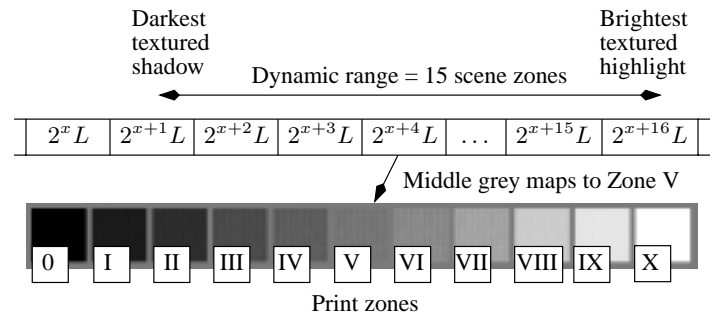 Darkest
textured
shadow
Brightest
textured
highlight
Dynamic range = 15 scene zones
2^x L 2^{x+1} L 2^{x+2} L 2^{x+3} L 2^{x+4} L ... 2^{x+15} L 2^{x+16} L
Middle grey maps to Zone V
0 I II III IV V VI VII VIII IX X
Print zones